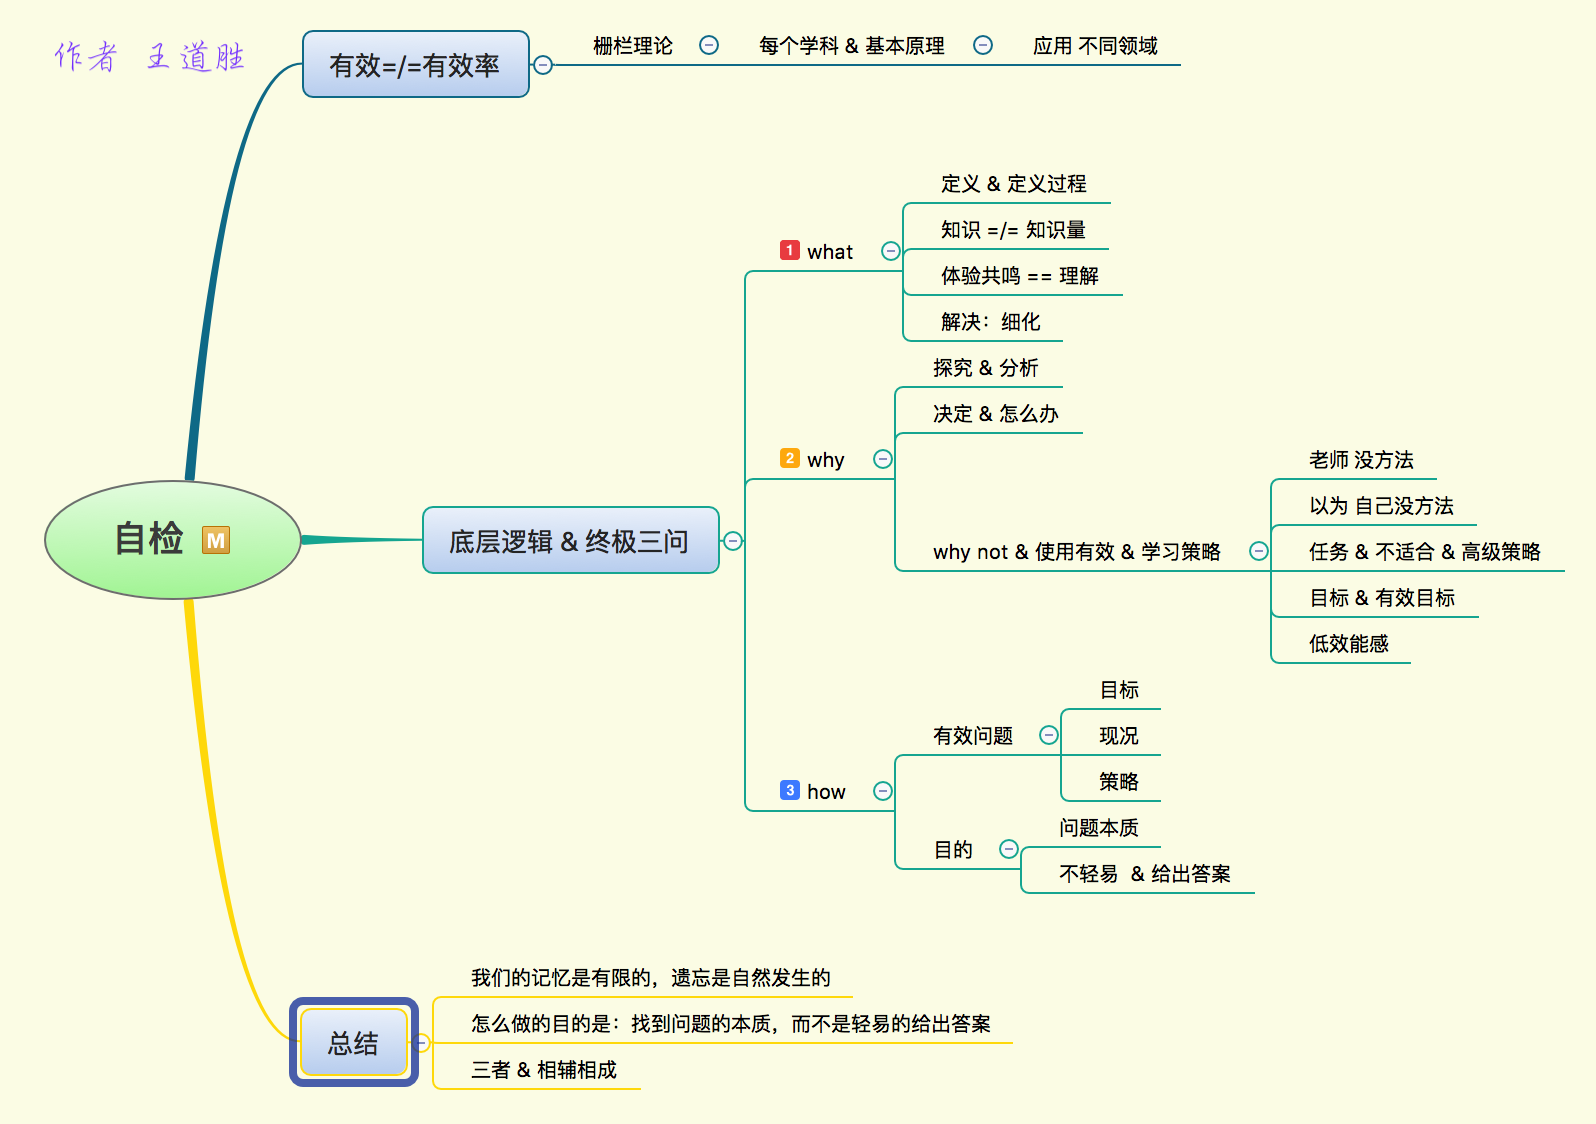 作者 王道胜
有效=/=有效率
栅栏理论
每个学科 & 基本原理
应用 不同领域
自检 M
底层逻辑 & 终极三问
1 what
定义 & 定义过程
知识 =/= 知识量
体验共鸣 == 理解
解决：细化
2 why
探究 & 分析
决定 & 怎么办
why not & 使用有效 & 学习策略
老师 没方法
以为 自己没方法
任务 & 不适合 & 高级策略
目标 & 有效目标
低效能感
3 how
有效问题
目标
现况
策略
目的
问题本质
不轻易 & 给出答案
总结
我们的记忆是有限的，遗忘是自然发生的
怎么做的目的是：找到问题的本质，而不是轻易的给出答案
三者 & 相辅相成